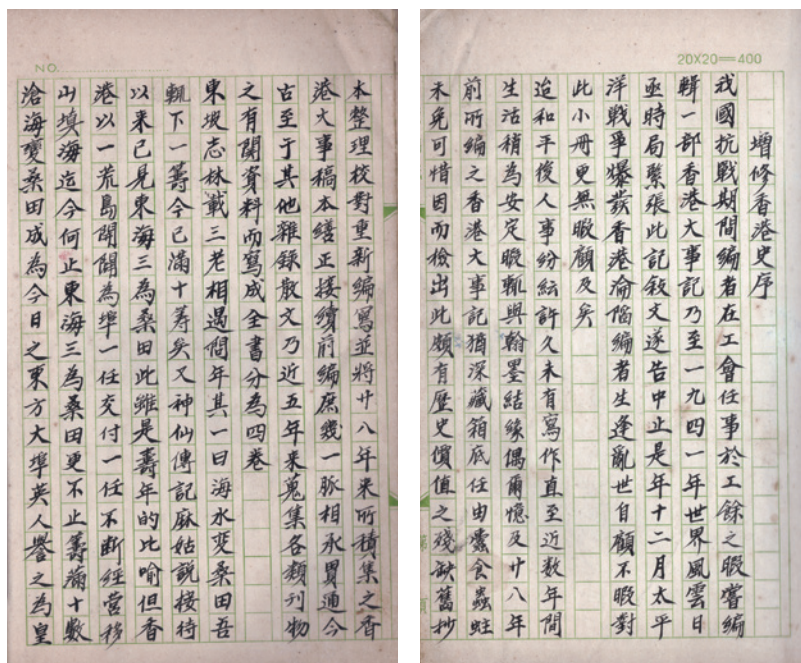 20X20=400
增修香港史序
我國抗戰期間編者在工會任事於工餘之暇嘗編
輯一部香港大事記乃至一九四一年世界風雲日
亟時局緊張此記敘文遂告中止是年十二月太平
洋戰爭爆發香港淪陷編者生逢亂世自顧不暇對
此小冊更無暇顧及矣
迨和平後人事紛紜許久未有寫作直至近数年間
生活稍為安定暇輒與翰墨結緣偶爾憶及廿八年
前所編之香港大事記猶深藏箱底任由蠹食蟲蛀
未免可惜因而檢出此頗有歷史價值之殘缺舊抄
NO.
本整理校對重新編寫並將廿八年来所積集之香
港大事稿本繕正接續前編庶幾一脈相承貫通今
古至于其他雜錄散文乃近五年来蒐集各類刊物
之有關資料而寫成全書分為四卷
東坡志林載三老相遇問年其一曰海水变桑田吾
輒下一籌今已滿十籌矣又神仙傳記麻姑說接待
以来已見東海三為桑田此雖是壽年的比喻但香
港以一荒島開闢為埠一任交付一任不断经营移
山填海迄今何止東海三為桑田更不止籌滿十數
滄海變桑田成為今日之東方大埠英人譽之為皇